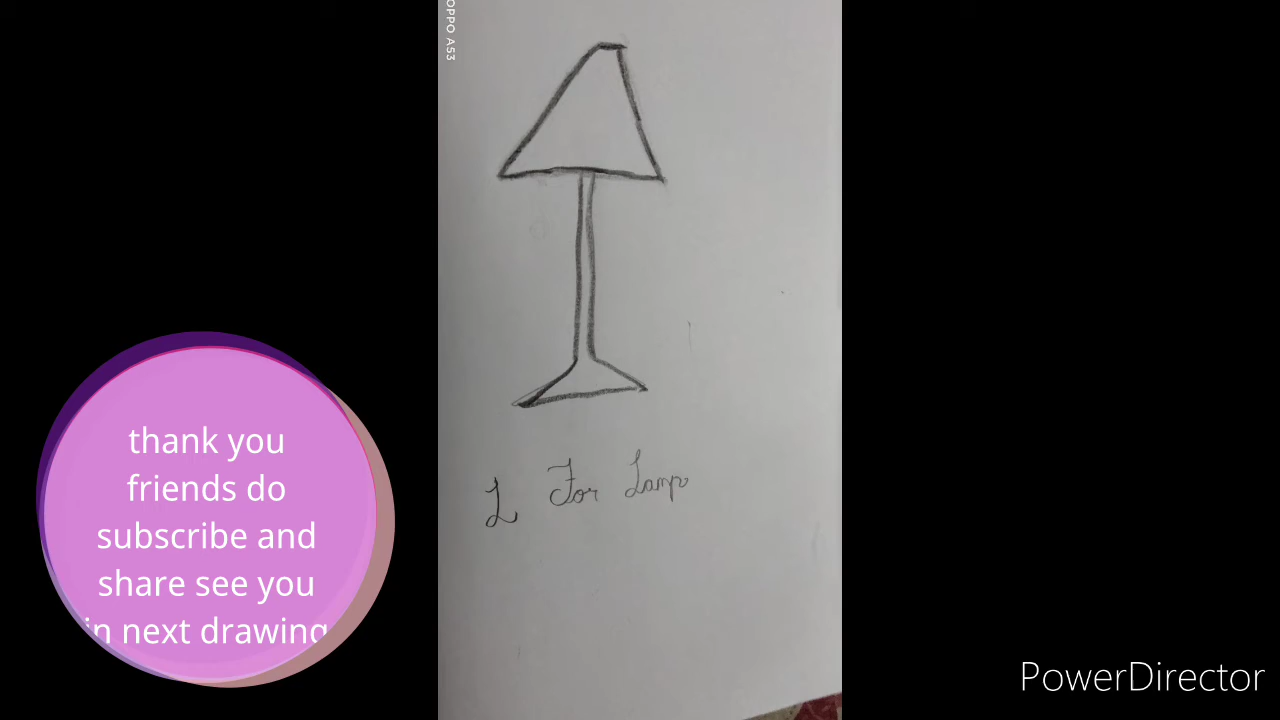 OPPO A53
L For Lamp
thank you
friends do
subscribe and
share see you
in next drawing
PowerDirector